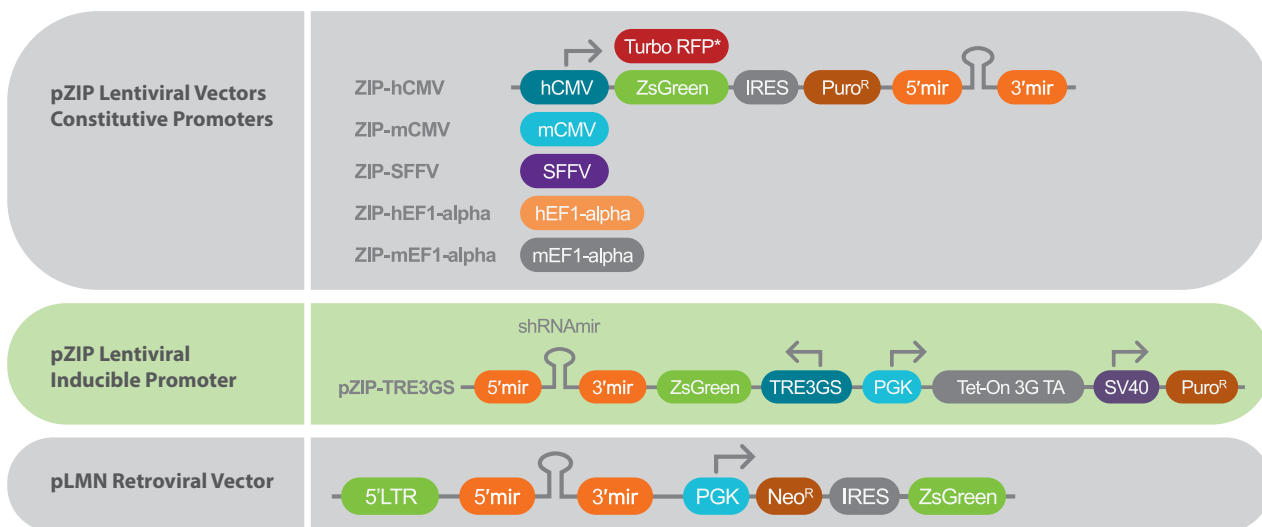 pZIP Lentiviral Vectors
Constitutive Promoters
Turbo RFP*
ZIP-hCMV hCMV ZsGreen IRES Puroᴿ 5'mir 3'mir
ZIP-mCMV mCMV
ZIP-SFFV SFFV
ZIP-hEF1-alpha hEF1-alpha
ZIP-mEF1-alpha mEF1-alpha
pZIP Lentiviral
Inducible Promoter
shRNAmir
pZIP-TRE3GS 5'mir 3'mir ZsGreen TRE3GS PGK Tet-On 3G TA SV40 Puroᴿ
pLMN Retroviral Vector
5'LTR 5'mir 3'mir PGK Neoᴿ IRES ZsGreen